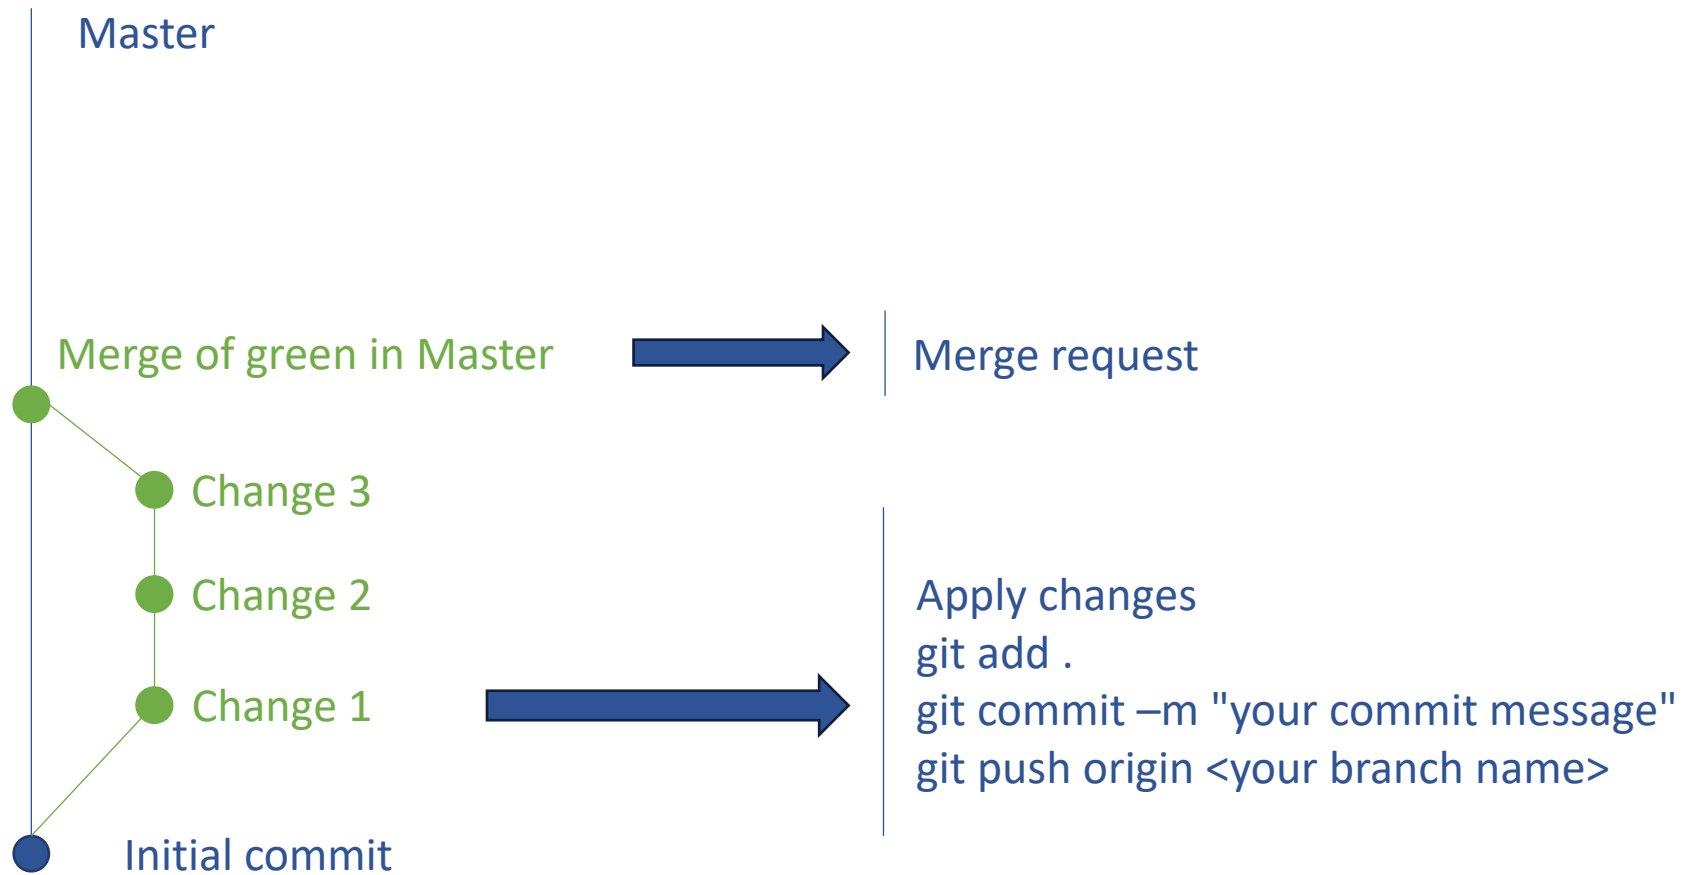 Master
Merge of green in Master
Merge request
Change 3
Change 2
Change 1
Apply changes
git add .
git commit –m "your commit message"
git push origin <your branch name>
Initial commit